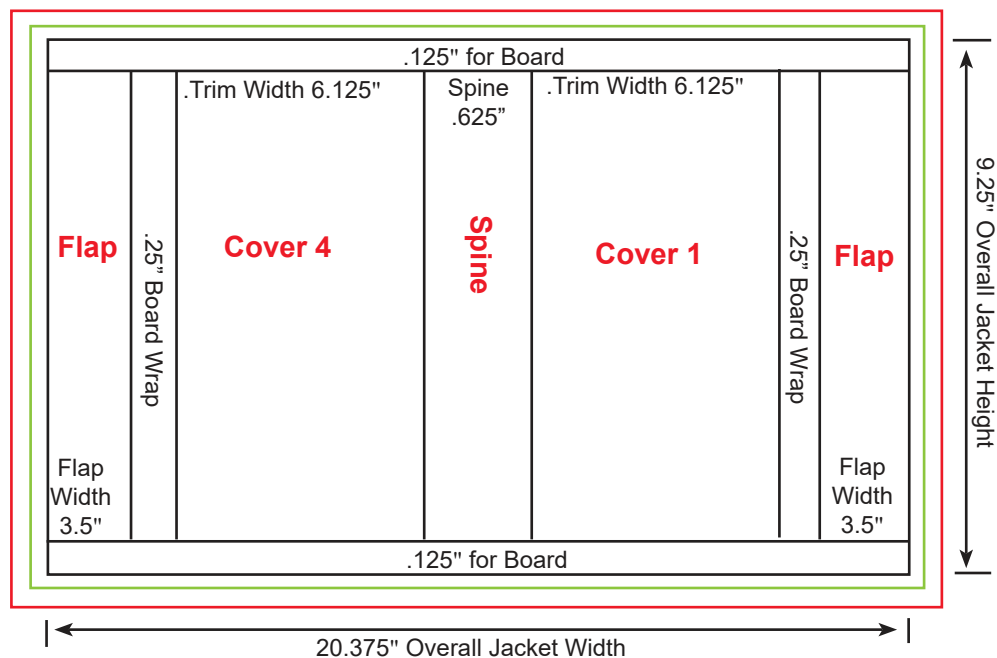 .125" for Board
.Trim Width 6.125"
Spine
.625”
.Trim Width 6.125"
Flap
.25” Board Wrap
Cover 4
Spine
Cover 1
.25” Board Wrap
Flap
9.25" Overall Jacket Height
Flap
Width
3.5"
Flap
Width
3.5"
.125" for Board
20.375" Overall Jacket Width